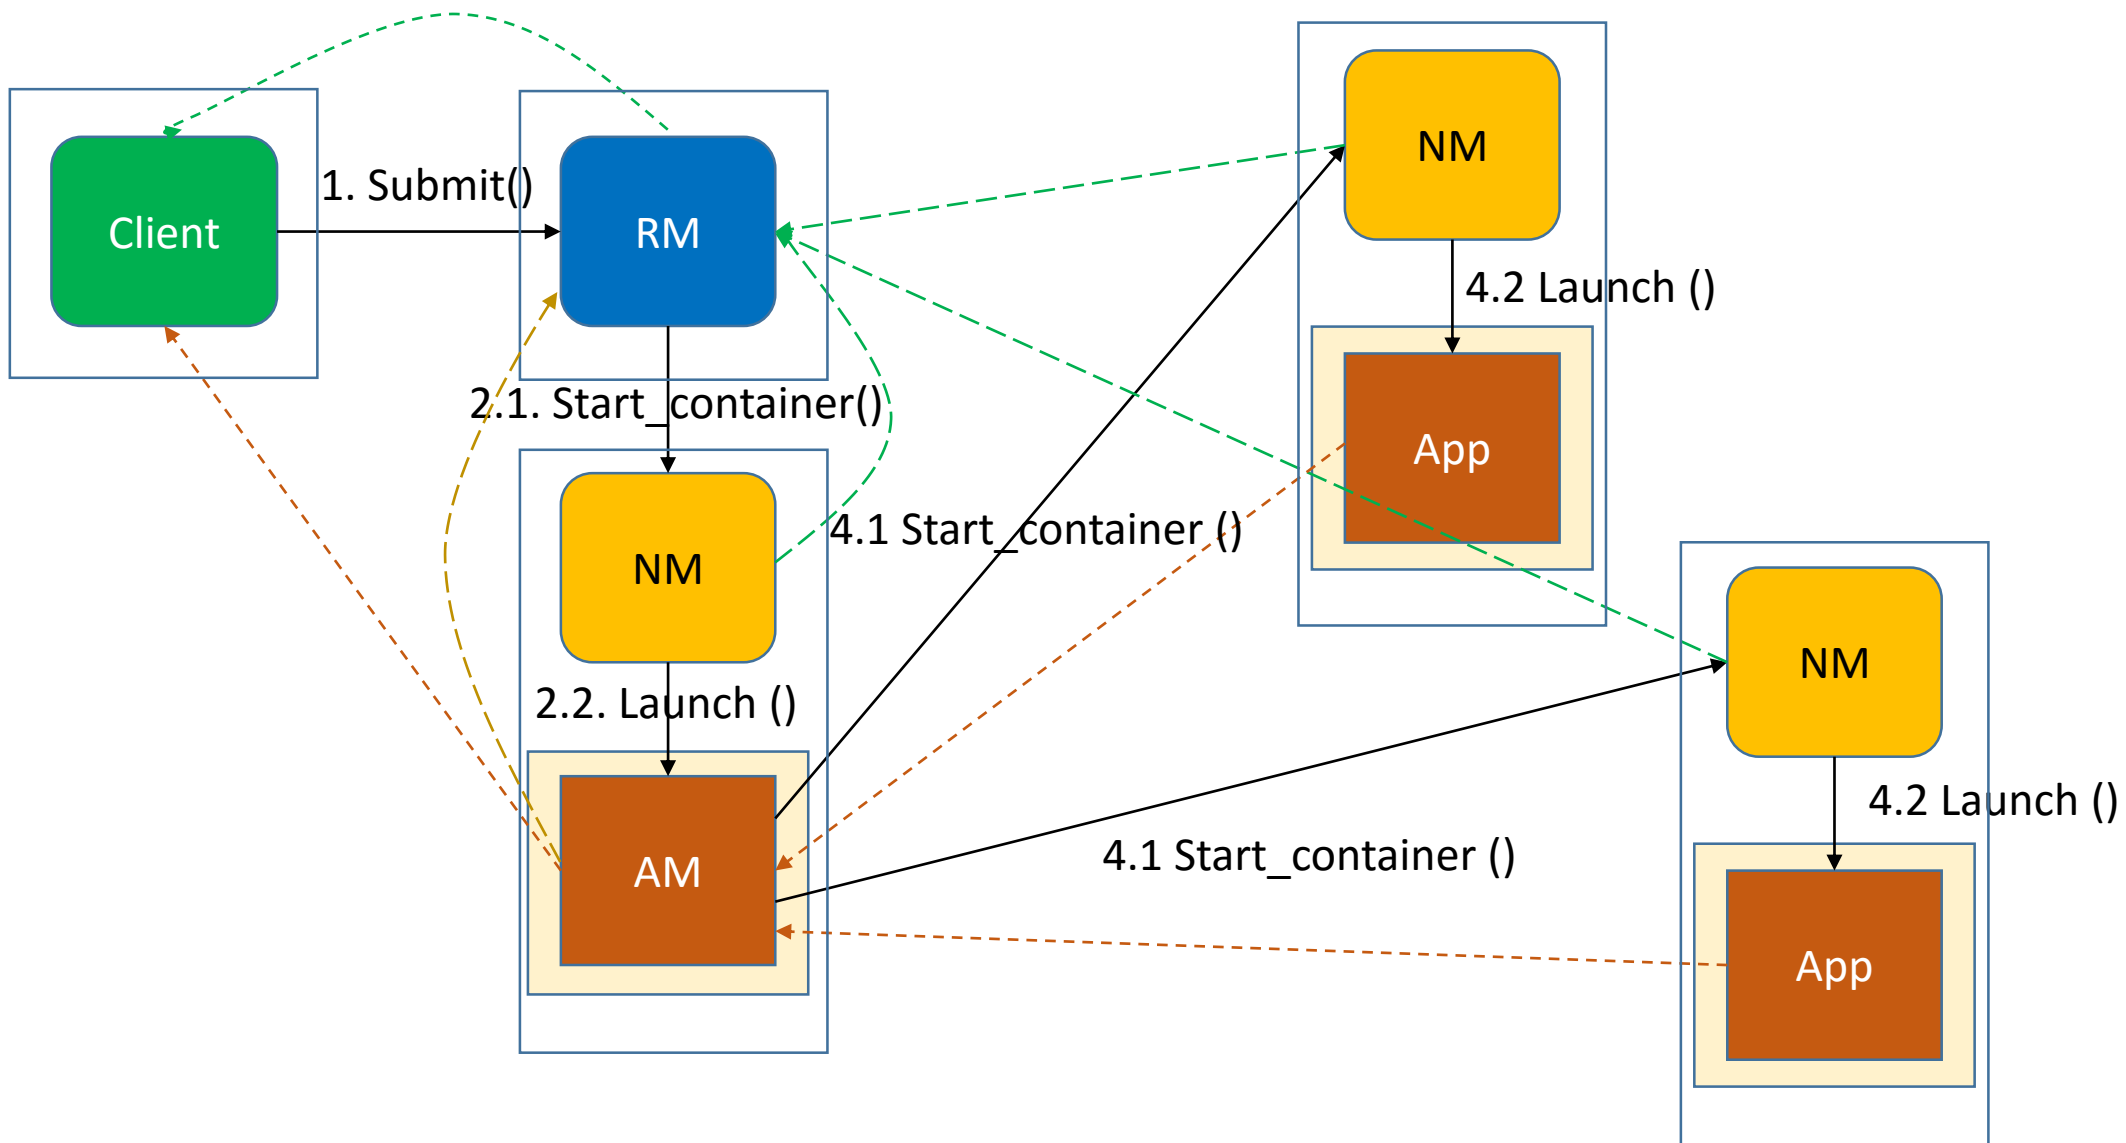 Client
1. Submit()
RM
2.1. Start_container()
NM
2.2. Launch ()
AM
4.1 Start_container ()
NM
4.2 Launch ()
App
4.1 Start_container ()
NM
4.2 Launch ()
App